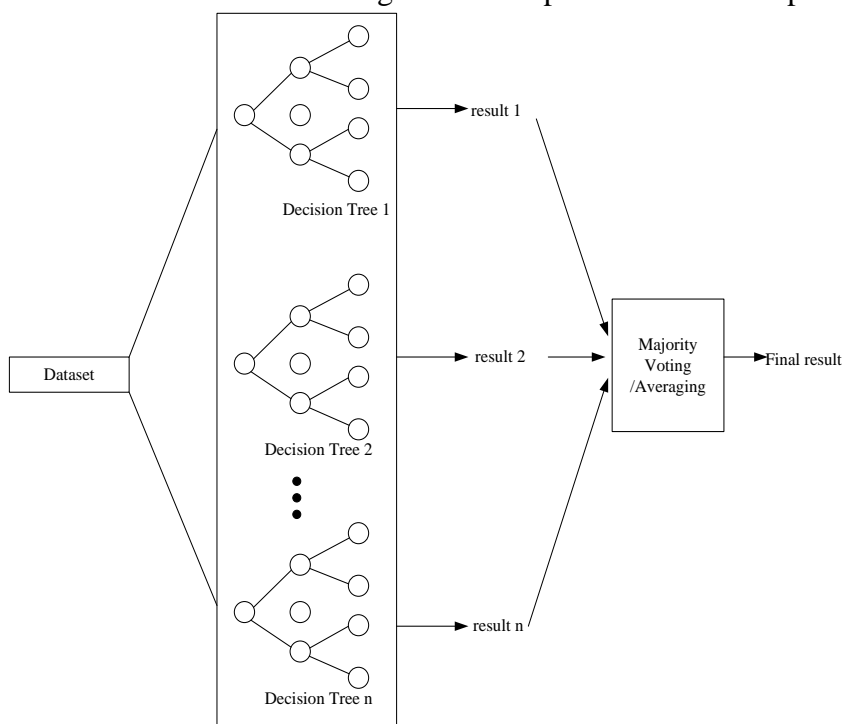 result 1
Decision Tree 1
Dataset
result 2
Majority
Voting
/Averaging
Final result
Decision Tree 2
result n
Decision Tree n